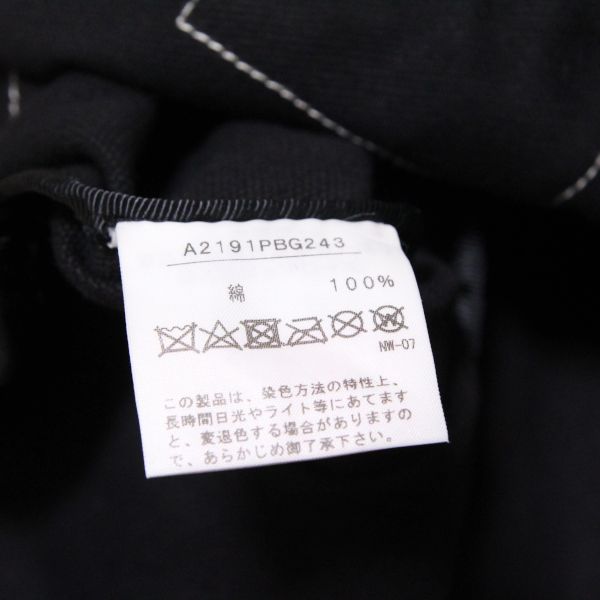 A2191PBG243
綿 100%
NW-07
この製品は、染色方法の特性上、
長時間日光やライト等にあてます
と、変退色する場合がありますの
で、あらかじめ御了承下さい。